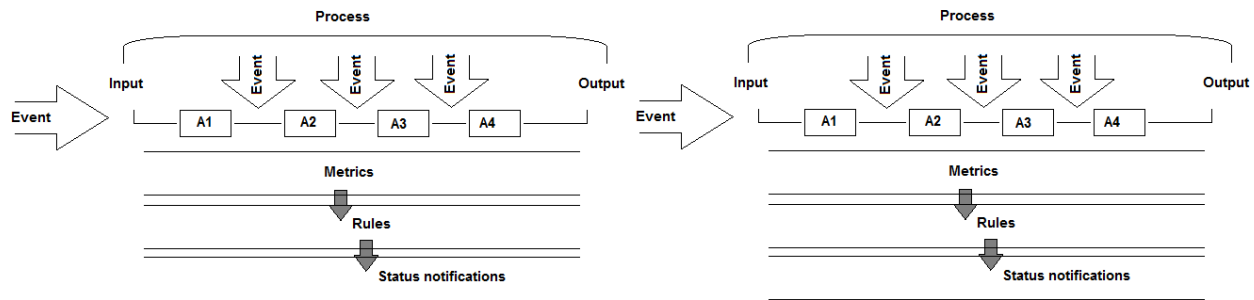 Process
Input
Event
Event
Event
Output
Event
A1
A2
A3
A4
Metrics
Rules
Status notifications
Process
Input
Event
Event
Event
Output
Event
A1
A2
A3
A4
Metrics
Rules
Status notifications